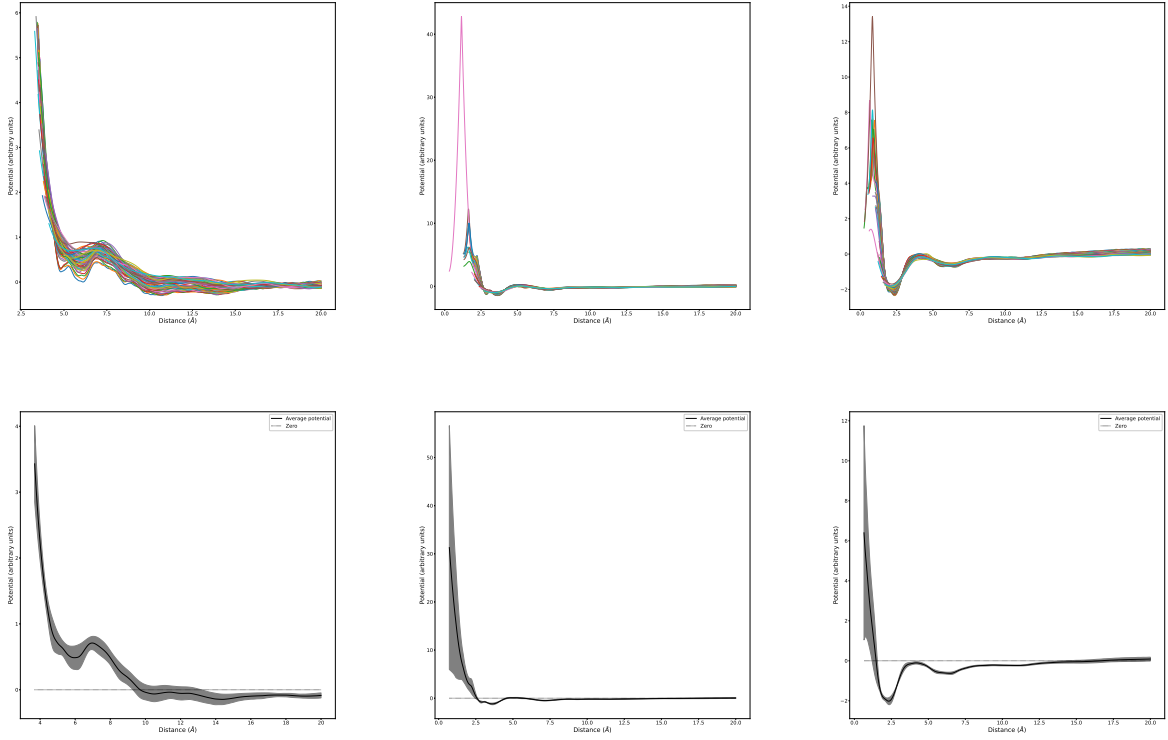 Potential (arbitrary units)
6
5
4
3
2
1
0
2.5 5.0 7.5 10.0 12.5 15.0 17.5 20.0
Distance (Å)
Potential (arbitrary units)
40
30
20
10
0
0.0 2.5 5.0 7.5 10.0 12.5 15.0 17.5 20.0
Distance (Å)
Potential (arbitrary units)
14
12
10
8
6
4
2
0
−2
0.0 2.5 5.0 7.5 10.0 12.5 15.0 17.5 20.0
Distance (Å)
Average potential
Zero
Potential (arbitrary units)
4
3
2
1
0
4 6 8 10 12 14 16 18 20
Distance (Å)
Average potential
Zero
Potential (arbitrary units)
50
40
30
20
10
0
0.0 2.5 5.0 7.5 10.0 12.5 15.0 17.5 20.0
Distance (Å)
Average potential
Zero
Potential (arbitrary units)
12
10
8
6
4
2
0
−2
0.0 2.5 5.0 7.5 10.0 12.5 15.0 17.5 20.0
Distance (Å)